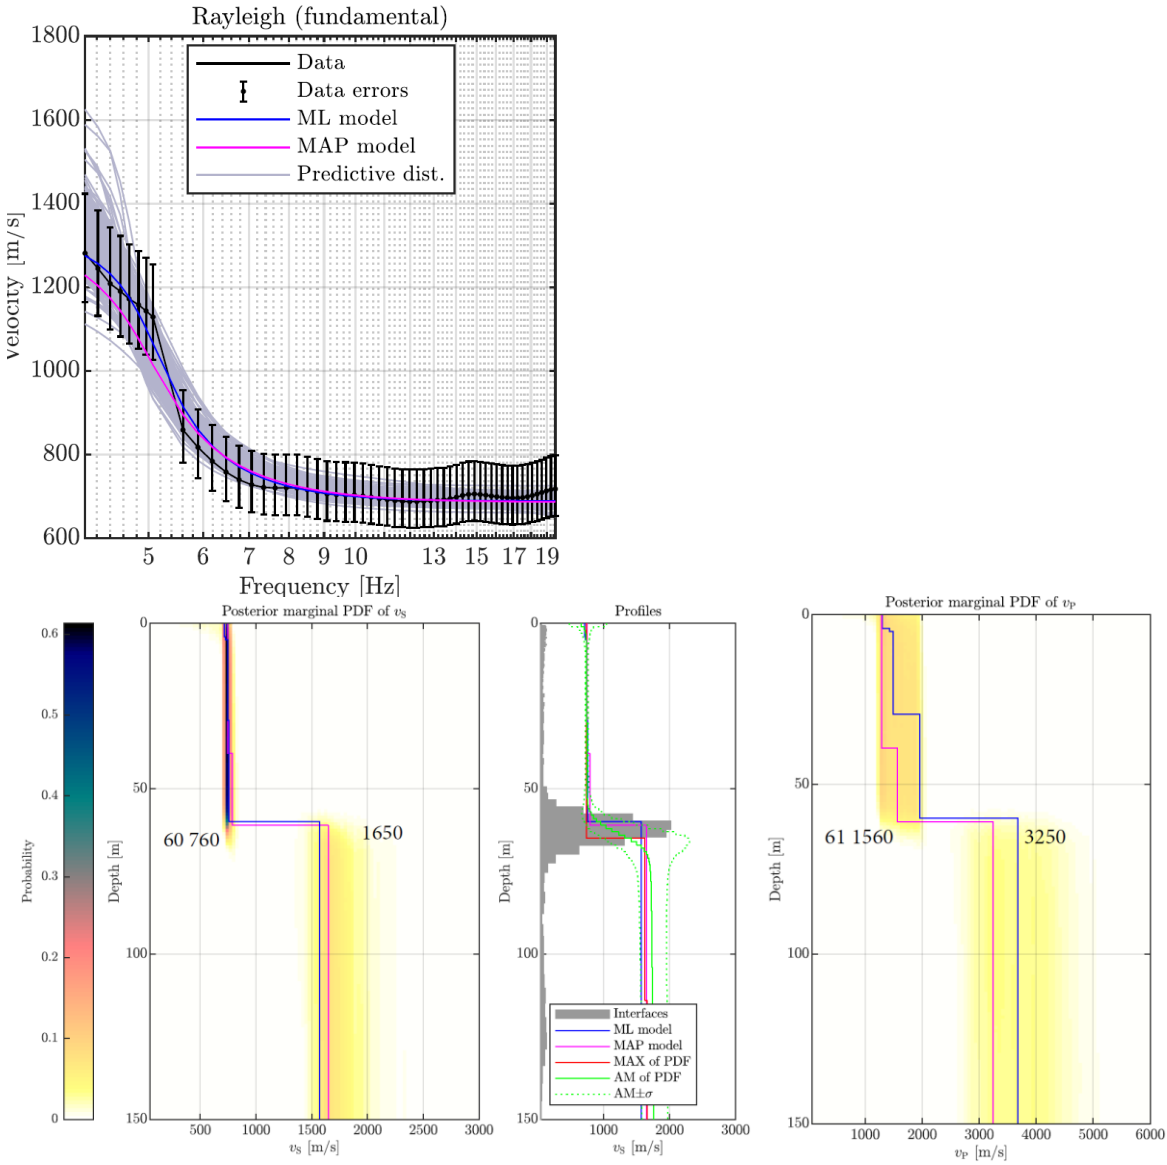 Rayleigh (fundamental)
1800
1600
1400
1200
1000
800
600
velocity [m/s]
Data
Data errors
ML model
MAP model
Predictive dist.
5 6 7 8 9 10 13 15 17 19
Frequency [Hz]
Posterior marginal PDF of vS
Probability
0.6
0.5
0.4
0.3
0.2
0.1
0
Depth [m]
0
50
100
150
60 760
1650
500 1000 1500 2000 2500 3000
vS [m/s]
Profiles
Depth [m]
0
50
100
150
Interfaces
ML model
MAP model
MAX of PDF
AM of PDF
AM±σ
1000 2000 3000
vS [m/s]
Posterior marginal PDF of vP
Depth [m]
0
50
100
150
61 1560
3250
1000 2000 3000 4000 5000 6000
vP [m/s]